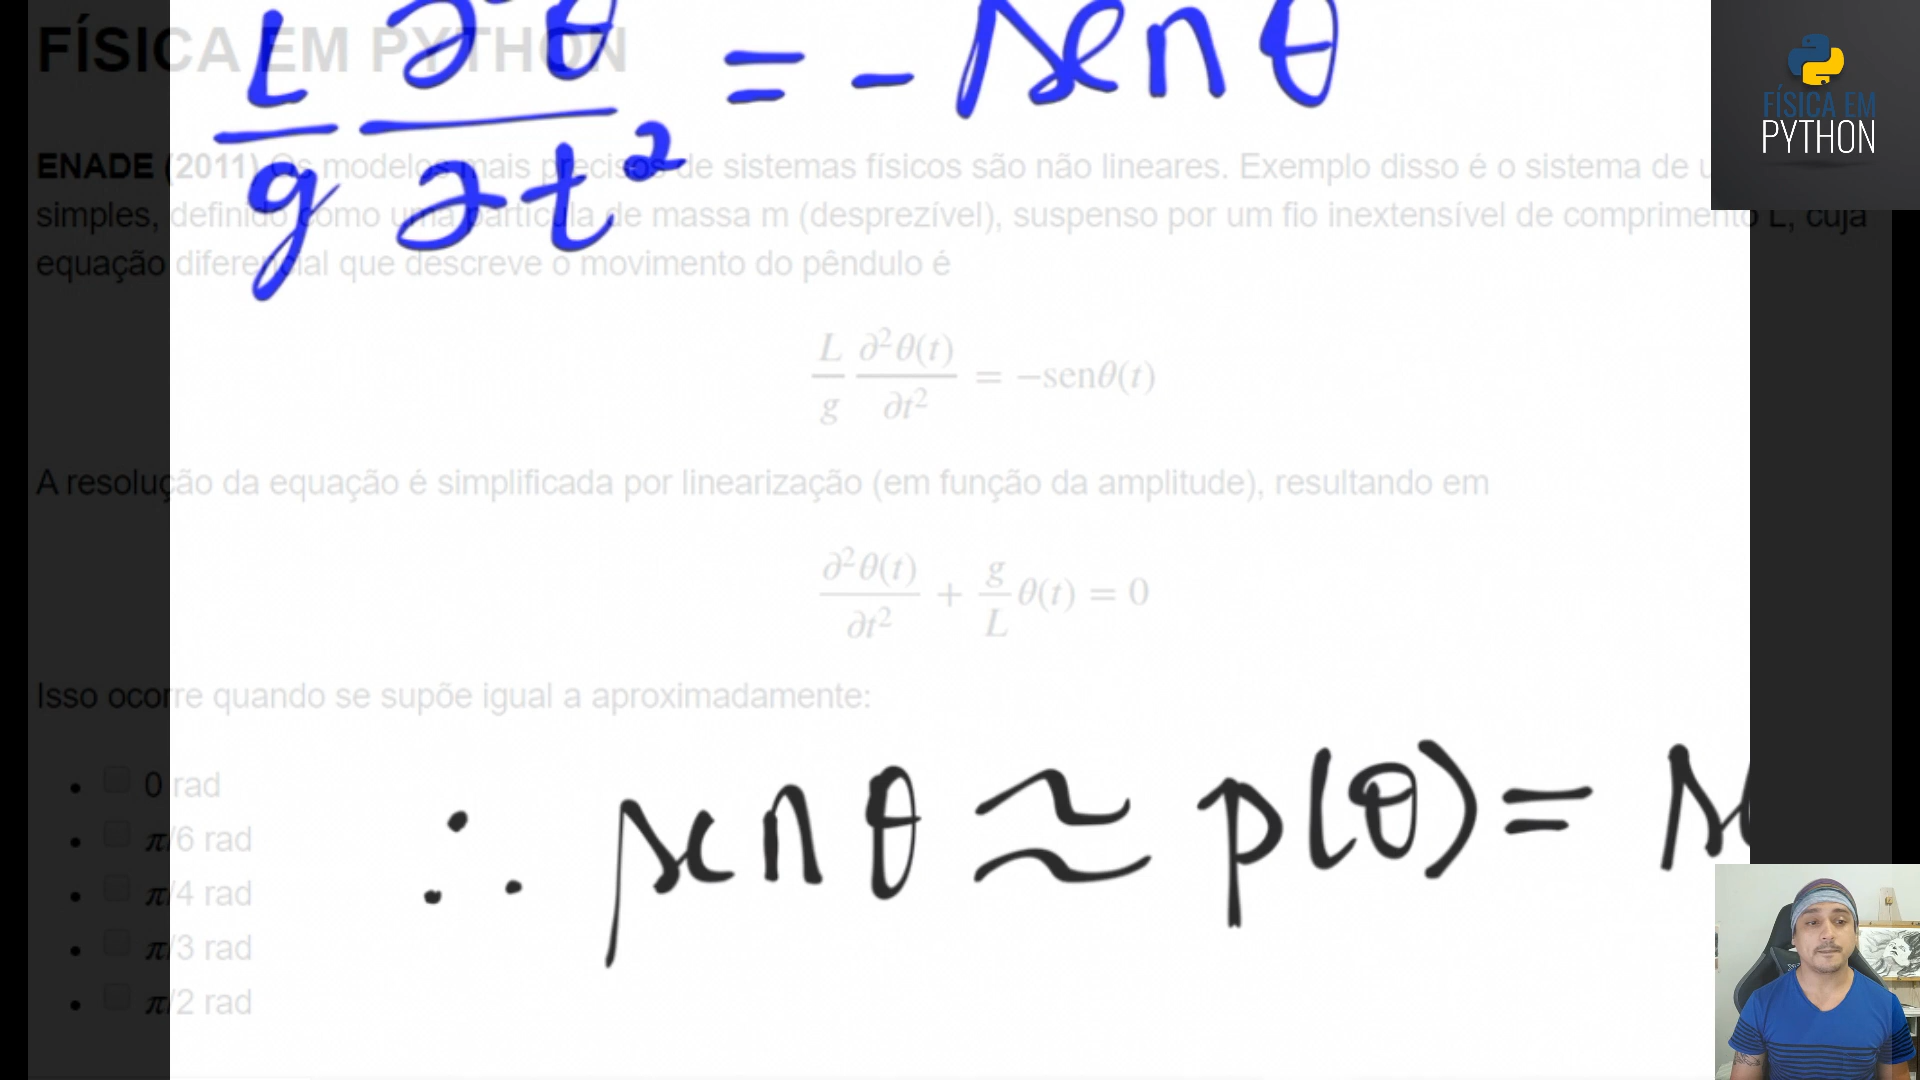 FÍSICA EM PYTHON
L ∂²θ = - sen θ
g ∂t²
FÍSICA EM
PYTHON
ENADE (2011) Os modelos mais precisos de sistemas físicos são não lineares. Exemplo disso é o sistema de
simples, definido como uma partícula de massa m (desprezível), suspenso por um fio inextensível de comprimento L, cuja
equação diferencial que descreve o movimento do pêndulo é
L ∂²θ(t) = −senθ(t)
g ∂t²
A resolução da equação é simplificada por linearização (em função da amplitude), resultando em
∂²θ(t) + g θ(t) = 0
∂t² L
Isso ocorre quando se supõe igual a aproximadamente:
0 rad
π/6 rad
π/4 rad
π/3 rad
π/2 rad
∴ sen θ ≈ p(θ) =